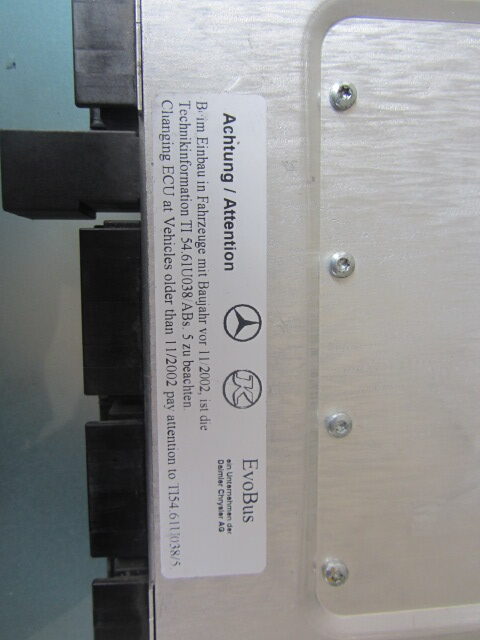 Achtung / Attention
EvoBus
ein Unternehmen der
Daimler Chrysler AG
Beim Einbau in Fahrzeuge mit Baujahr vor 11/2002, ist die
Technikinformation TI 54.61U038 ABs. 5 zu beachten.
Changing ECU at Vehicles older than 11/2002 pay attention to TI54.61U038/5.